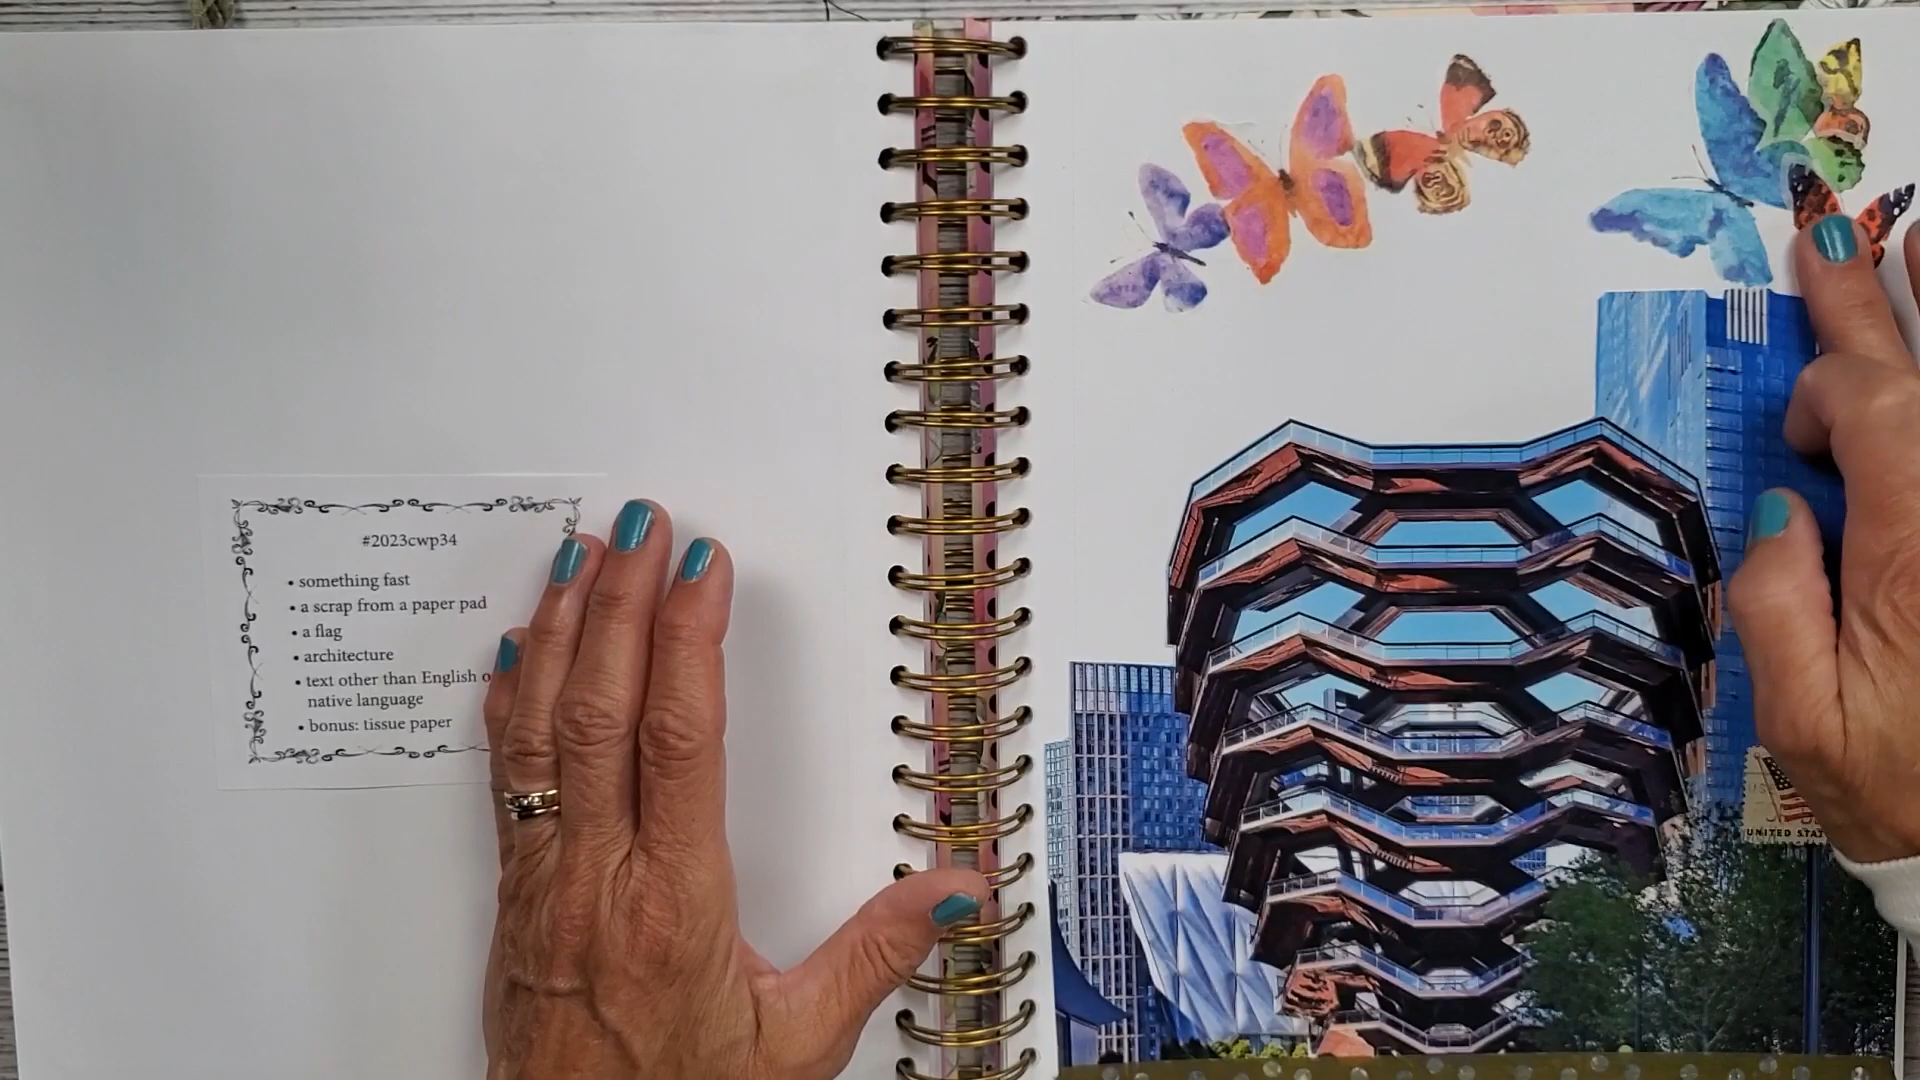 #2023cwp34
• something fast
• a scrap from a paper pad
• a flag
• architecture
• text other than English
native language
• bonus: tissue paper
UNITED